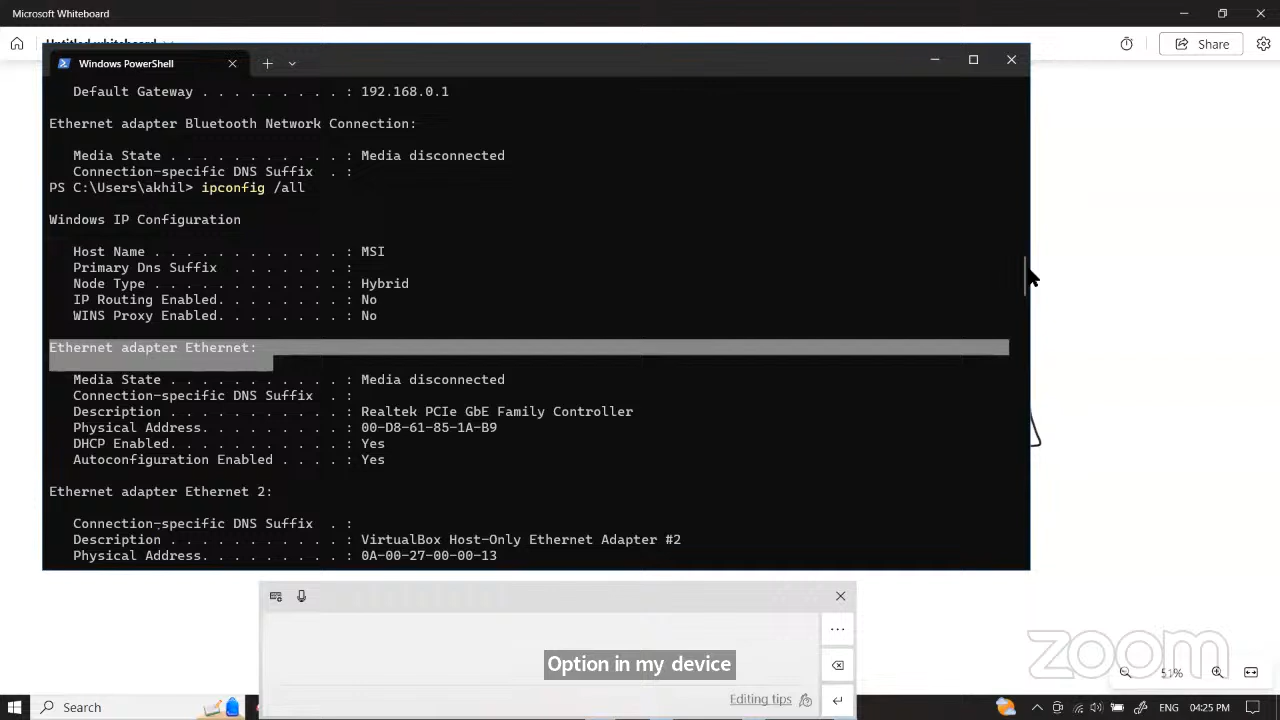 Microsoft Whiteboard
Untitled whiteboard
Share
Windows PowerShell
Default Gateway . . . . . . . . . : 192.168.0.1
Ethernet adapter Bluetooth Network Connection:
Media State . . . . . . . . . . . : Media disconnected
Connection-specific DNS Suffix  . :
PS C:\Users\akhil> ipconfig /all
Windows IP Configuration
Host Name . . . . . . . . . . . . : MSI
Primary Dns Suffix  . . . . . . . :
Node Type . . . . . . . . . . . . : Hybrid
IP Routing Enabled. . . . . . . . : No
WINS Proxy Enabled. . . . . . . . : No
Ethernet adapter Ethernet:
Media State . . . . . . . . . . . : Media disconnected
Connection-specific DNS Suffix  . :
Description . . . . . . . . . . . : Realtek PCIe GbE Family Controller
Physical Address. . . . . . . . . : 00-D8-61-85-1A-B9
DHCP Enabled. . . . . . . . . . . : Yes
Autoconfiguration Enabled . . . . : Yes
Ethernet adapter Ethernet 2:
Connection-specific DNS Suffix  . :
Description . . . . . . . . . . . : VirtualBox Host-Only Ethernet Adapter #2
Physical Address. . . . . . . . . : 0A-00-27-00-00-13
Option in my device
Editing tips
zoom
51%
Search
ENG
04:25 PM